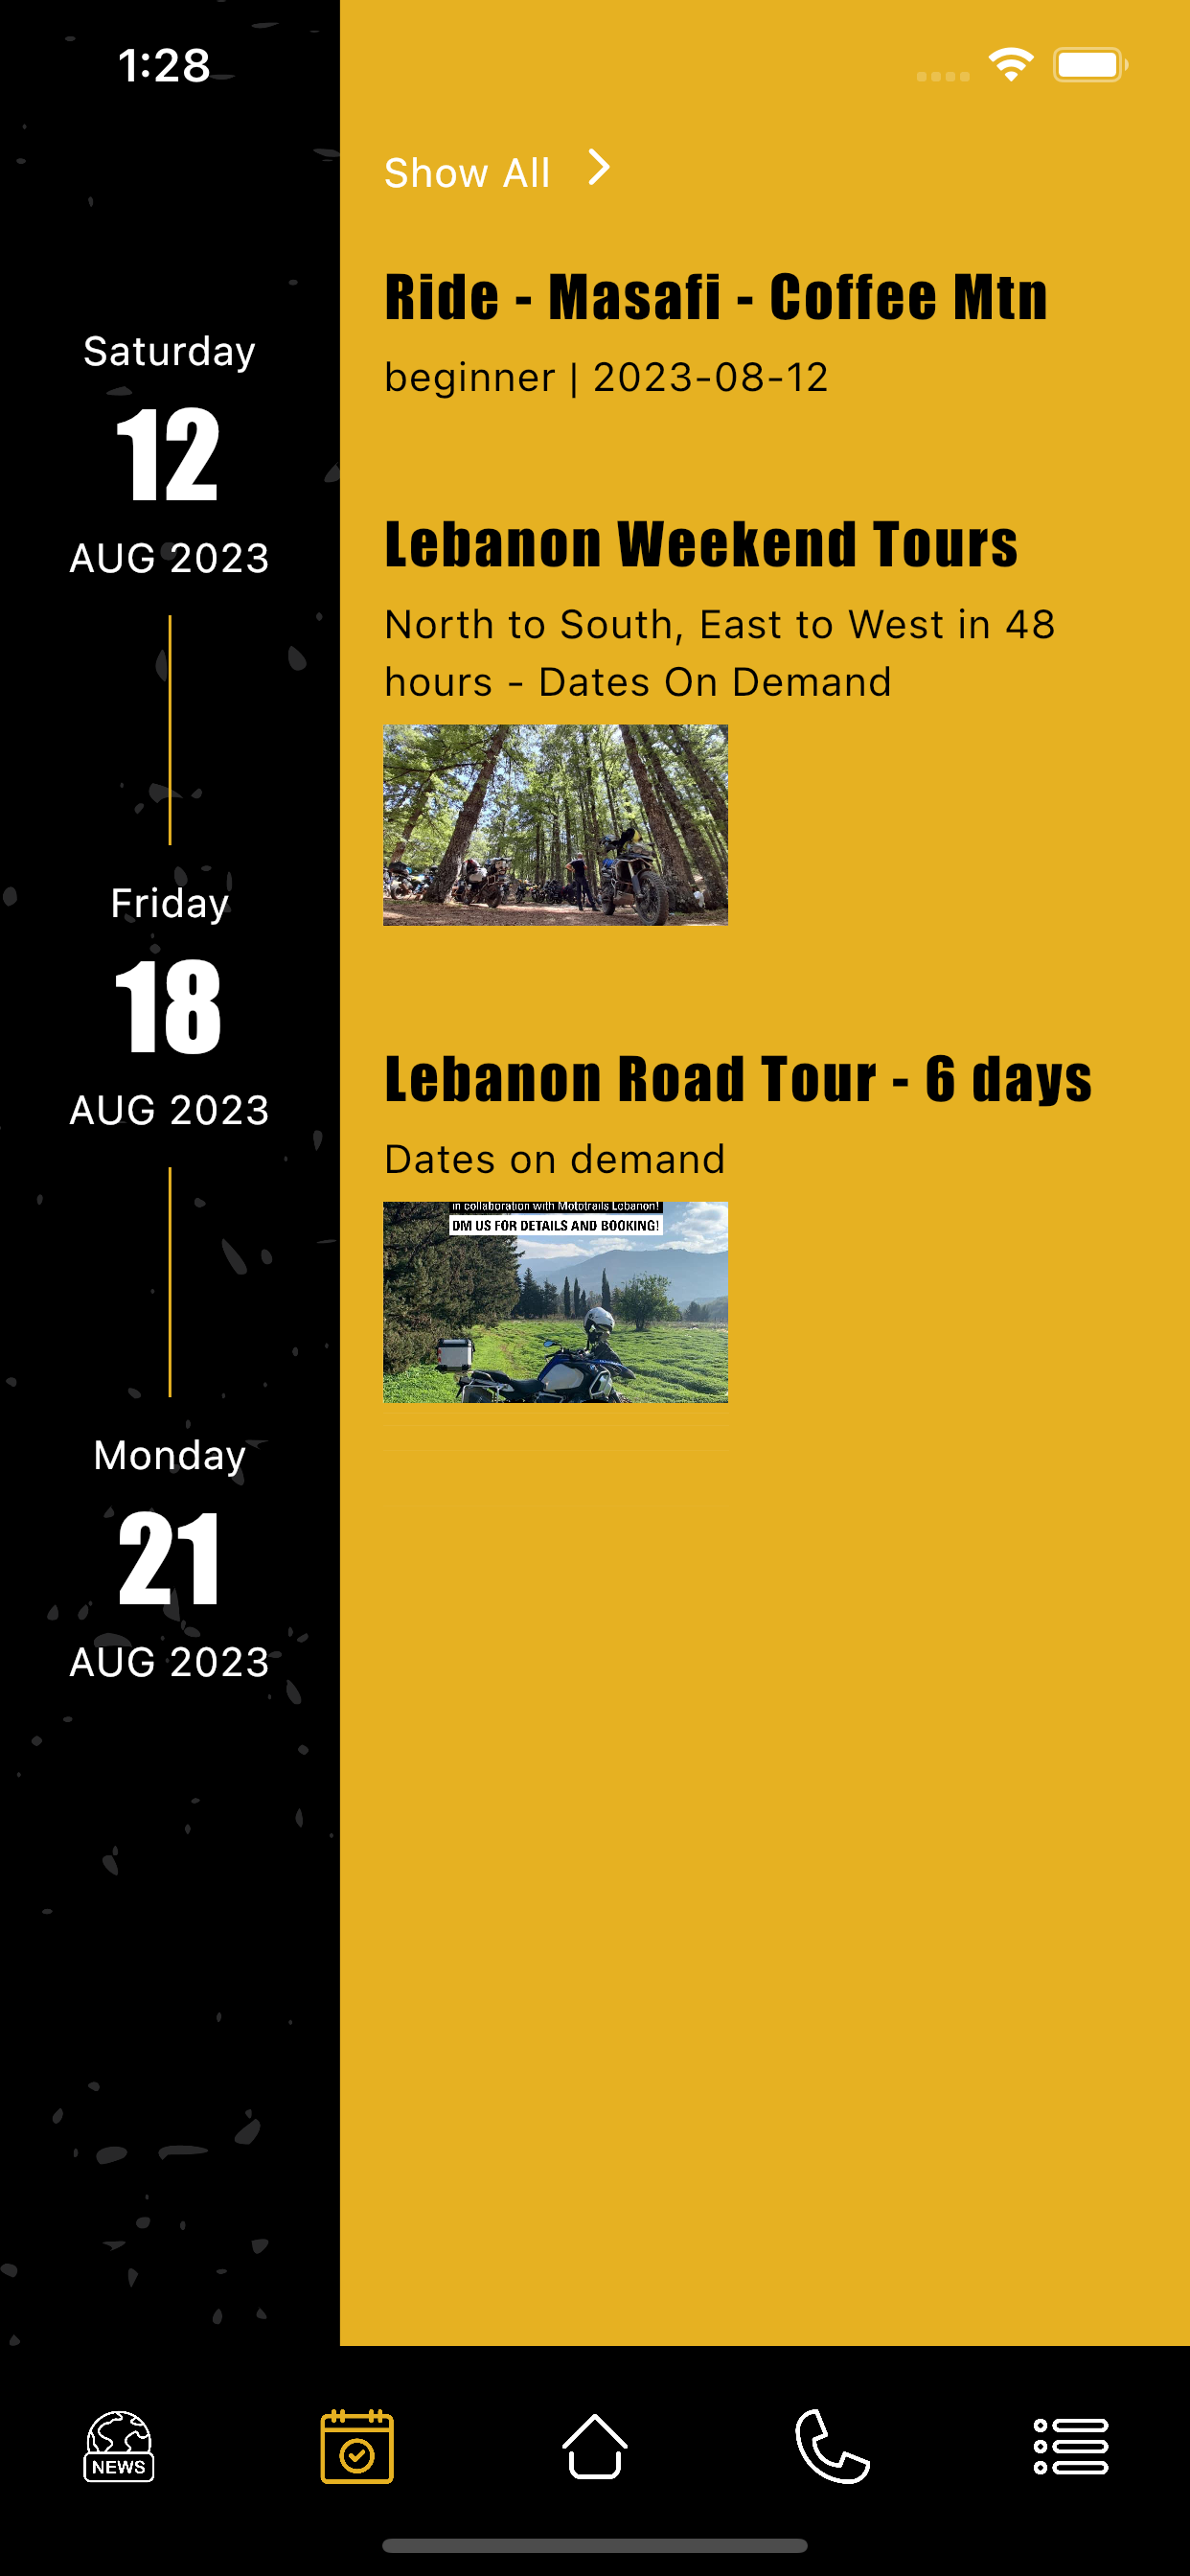 1:28
Show All
Saturday
12
AUG 2023
Friday
18
AUG 2023
Monday
21
AUG 2023
Ride - Masafi - Coffee Mtn
beginner | 2023-08-12
Lebanon Weekend Tours
North to South, East to West in 48
hours - Dates On Demand
Lebanon Road Tour - 6 days
Dates on demand
in collaboration with Mototrails Lebanon!
DM US FOR DETAILS AND BOOKING!
NEWS